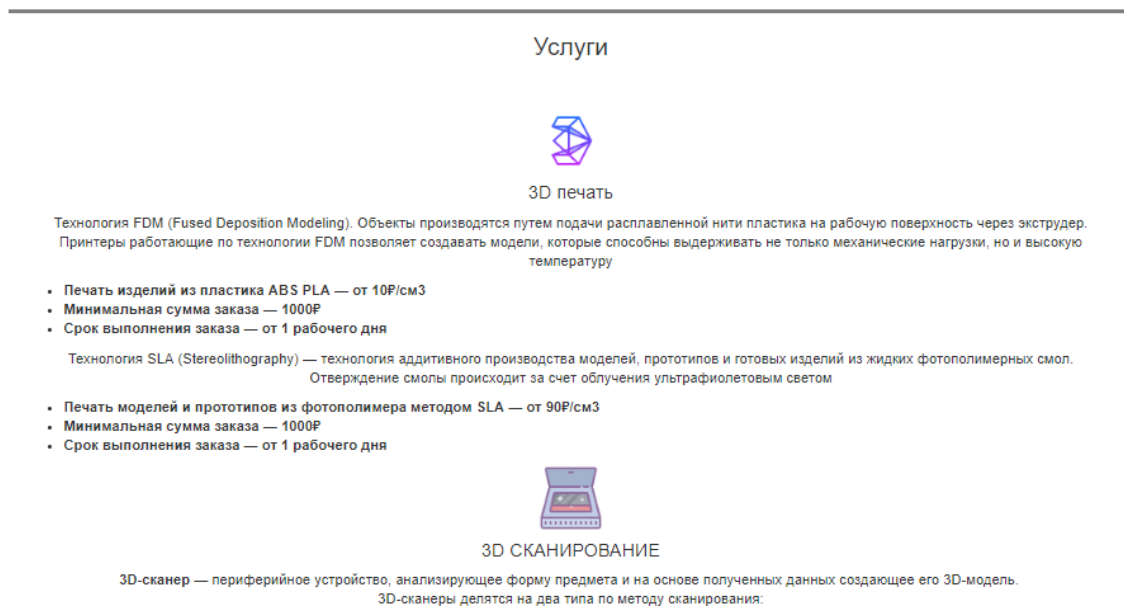 Услуги
3D печать
Технология FDM (Fused Deposition Modeling). Объекты производятся путем подачи расплавленной нити пластика на рабочую поверхность через экструдер.
Принтеры работающие по технологии FDM позволяет создавать модели, которые способны выдерживать не только механические нагрузки, но и высокую
температуру
• Печать изделий из пластика ABS PLA — от 10₽/см3
• Минимальная сумма заказа — 1000₽
• Срок выполнения заказа — от 1 рабочего дня
Технология SLA (Stereolithography) — технология аддитивного производства моделей, прототипов и готовых изделий из жидких фотополимерных смол.
Отверждение смолы происходит за счет облучения ультрафиолетовым светом
• Печать моделей и прототипов из фотополимера методом SLA — от 90₽/см3
• Минимальная сумма заказа — 1000₽
• Срок выполнения заказа — от 1 рабочего дня
3D СКАНИРОВАНИЕ
3D-сканер — периферийное устройство, анализирующее форму предмета и на основе полученных данных создающее его 3D-модель.
3D-сканеры делятся на два типа по методу сканирования: